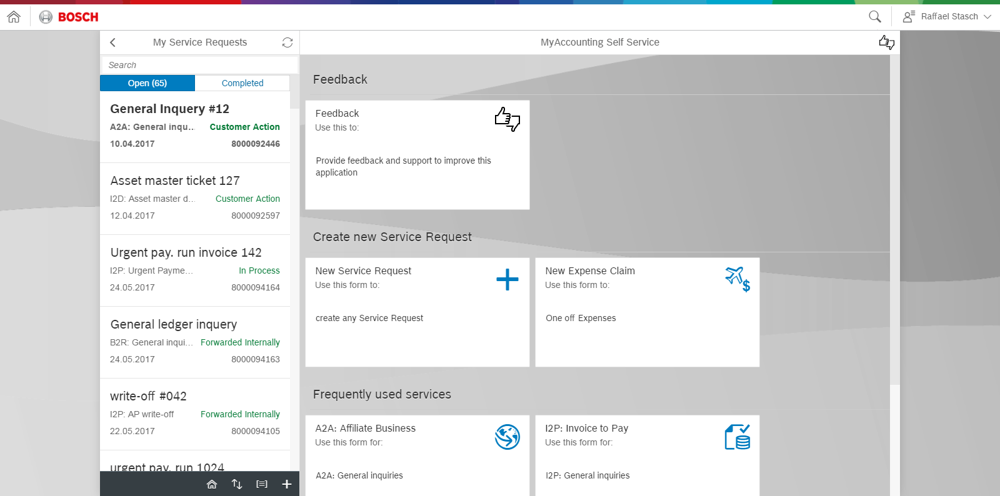 BOSCH
Raffael Stasch
My Service Requests
MyAccounting Self Service
Search
Open (65)
Completed
General Inquery #12
A2A: General inqu... Customer Action
10.04.2017 8000092446
Asset master ticket 127
I2D: Asset master d... Customer Action
12.04.2017 8000092597
Urgent pay. run invoice 142
I2P: Urgent Payme... In Process
24.05.2017 8000094164
General ledger inquery
B2R: General inqui... Forwarded Internally
24.05.2017 8000094163
write-off #042
I2P: AP write-off Forwarded Internally
22.05.2017 8000094105
urgent pay. run 1024
Feedback
Feedback
Use this to:
Provide feedback and support to improve this
application
Create new Service Request
New Service Request
Use this form to:
create any Service Request
New Expense Claim
Use this form to:
$
One off Expenses
Frequently used services
A2A: Affiliate Business
Use this form for:
A2A: General inquiries
I2P: Invoice to Pay
Use this form for:
I2P: General inquiries